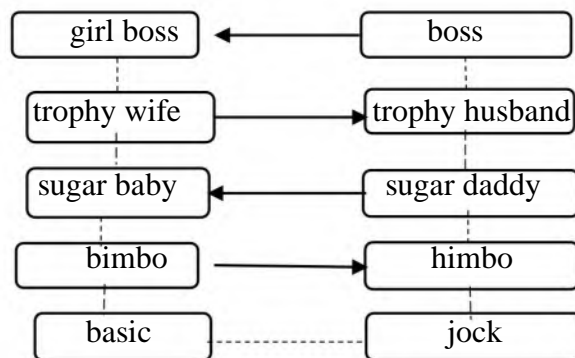 girl boss boss
trophy wife trophy husband
sugar baby sugar daddy
bimbo himbo
basic jock